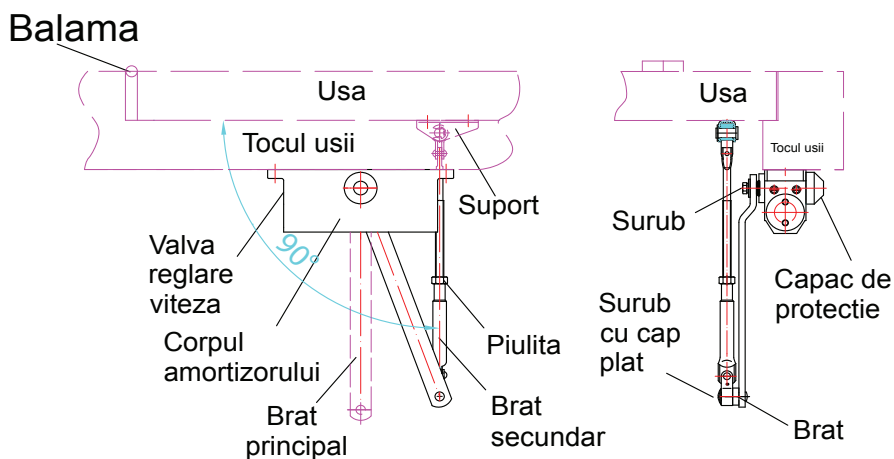 Balama
Usa
Tocul usii
Suport
Valva
reglare
viteza
90°
Corpul
amortizorului
Brat
principal
Piulita
Brat
secundar
Usa
Tocul usii
Surub
Capac de
protectie
Surub
cu cap
plat
Brat